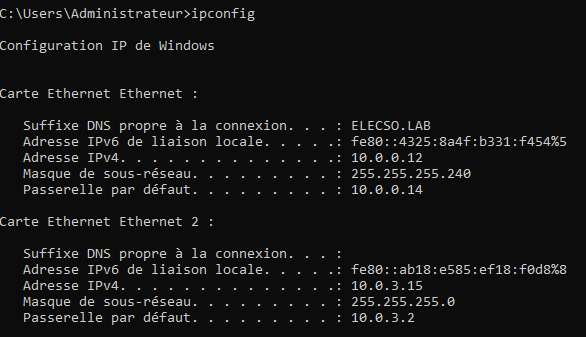 C:\Users\Administrateur>ipconfig
Configuration IP de Windows
Carte Ethernet Ethernet :
Suffixe DNS propre à la connexion. . . : ELECSO.LAB
Adresse IPv6 de liaison locale. . . . .: fe80::4325:8a4f:b331:f454%5
Adresse IPv4. . . . . . . . . . . . . .: 10.0.0.12
Masque de sous-réseau. . . . . . . . . : 255.255.255.240
Passerelle par défaut. . . . . . . . . : 10.0.0.14
Carte Ethernet Ethernet 2 :
Suffixe DNS propre à la connexion. . . :
Adresse IPv6 de liaison locale. . . . .: fe80::ab18:e585:ef18:f0d8%8
Adresse IPv4. . . . . . . . . . . . . .: 10.0.3.15
Masque de sous-réseau. . . . . . . . . : 255.255.255.0
Passerelle par défaut. . . . . . . . . : 10.0.3.2